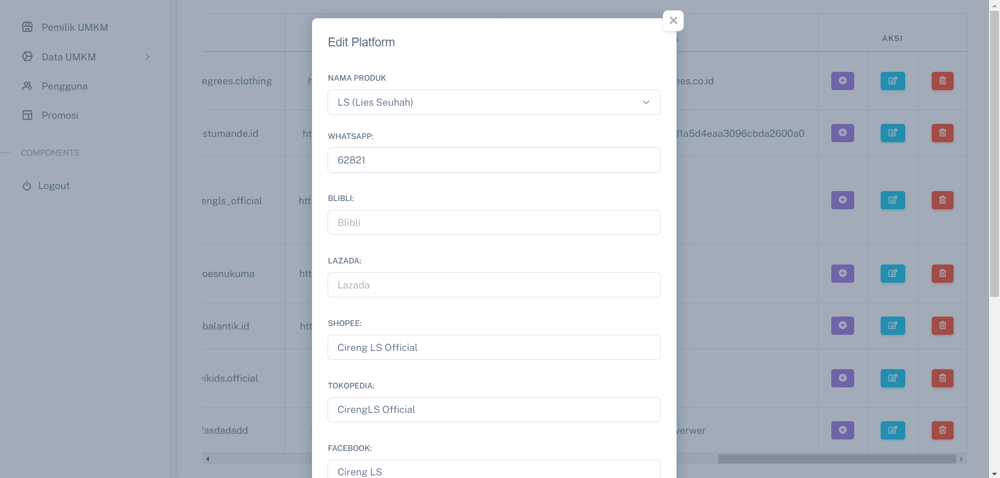 Pemilik UMKM
Data UMKM
Pengguna
Promosi
COMPONENTS
Logout
AKSI
egrees.clothing
ees.co.id
stumande.id
ht
31a5d4eaa3096cbda2600a0
engls_official
htt
oesnukuma
htt
balantik.id
htt
vikids.official
/asdadadd
werwer
Edit Platform
NAMA PRODUK
LS (Lies Seuhah)
WHATSAPP:
62821
BLIBLI:
Blibli
LAZADA:
Lazada
SHOPEE:
Cireng LS Official
TOKOPEDIA:
CirengLS Official
FACEBOOK:
Cireng LS